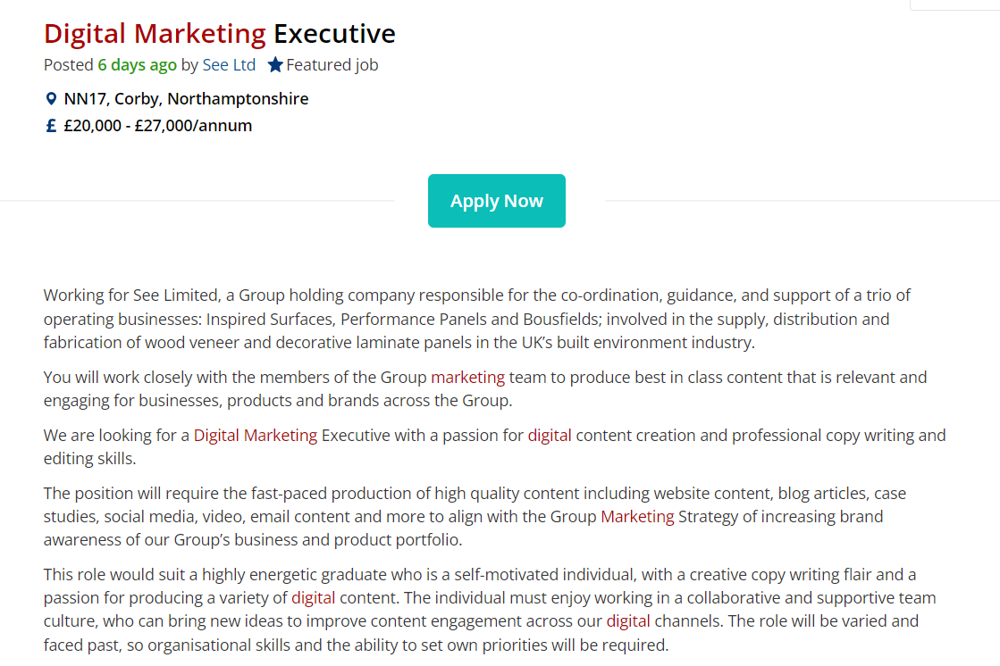 Digital Marketing Executive
Posted 6 days ago by See Ltd Featured job
NN17, Corby, Northamptonshire
£ £20,000 - £27,000/annum
Apply Now
Working for See Limited, a Group holding company responsible for the co-ordination, guidance, and support of a trio of
operating businesses: Inspired Surfaces, Performance Panels and Bousfields; involved in the supply, distribution and
fabrication of wood veneer and decorative laminate panels in the UK’s built environment industry.
You will work closely with the members of the Group marketing team to produce best in class content that is relevant and
engaging for businesses, products and brands across the Group.
We are looking for a Digital Marketing Executive with a passion for digital content creation and professional copy writing and
editing skills.
The position will require the fast-paced production of high quality content including website content, blog articles, case
studies, social media, video, email content and more to align with the Group Marketing Strategy of increasing brand
awareness of our Group’s business and product portfolio.
This role would suit a highly energetic graduate who is a self-motivated individual, with a creative copy writing flair and a
passion for producing a variety of digital content. The individual must enjoy working in a collaborative and supportive team
culture, who can bring new ideas to improve content engagement across our digital channels. The role will be varied and
faced past, so organisational skills and the ability to set own priorities will be required.